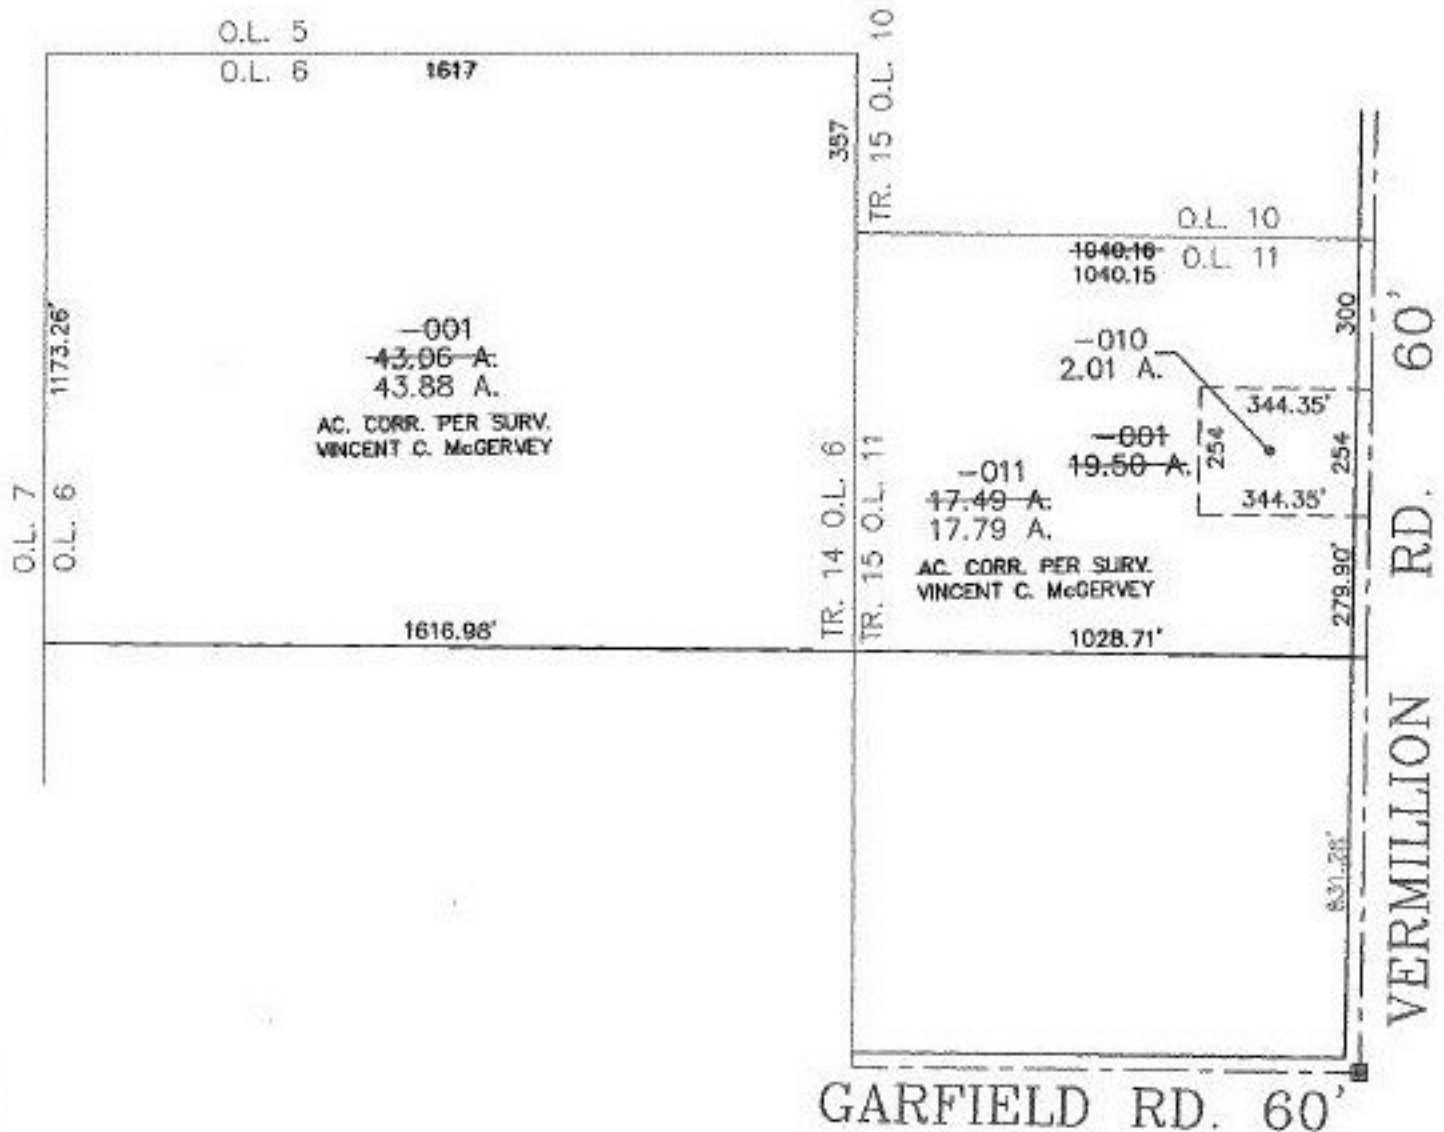 O.L. 5
O.L. 6
1617
TR. 15 O.L. 10
357
O.L. 10
1040.16
O.L. 11
1040.15
1173.26'
-001
43.06 A.
43.88 A.
AC. CORR. PER SURV.
VINCENT C. McGERVEY
O.L. 7
O.L. 6
300
-010
2.01 A.
344.35'
254
254
344.35'
-001
19.50 A.
-011
17.49 A.
17.79 A.
AC. CORR. PER SURV.
VINCENT C. McGERVEY
TR. 14 O.L. 6
TR. 15 O.L. 11
279.90'
1616.98'
1028.71'
831.28'
VERMILLION RD. 60'
GARFIELD RD. 60'